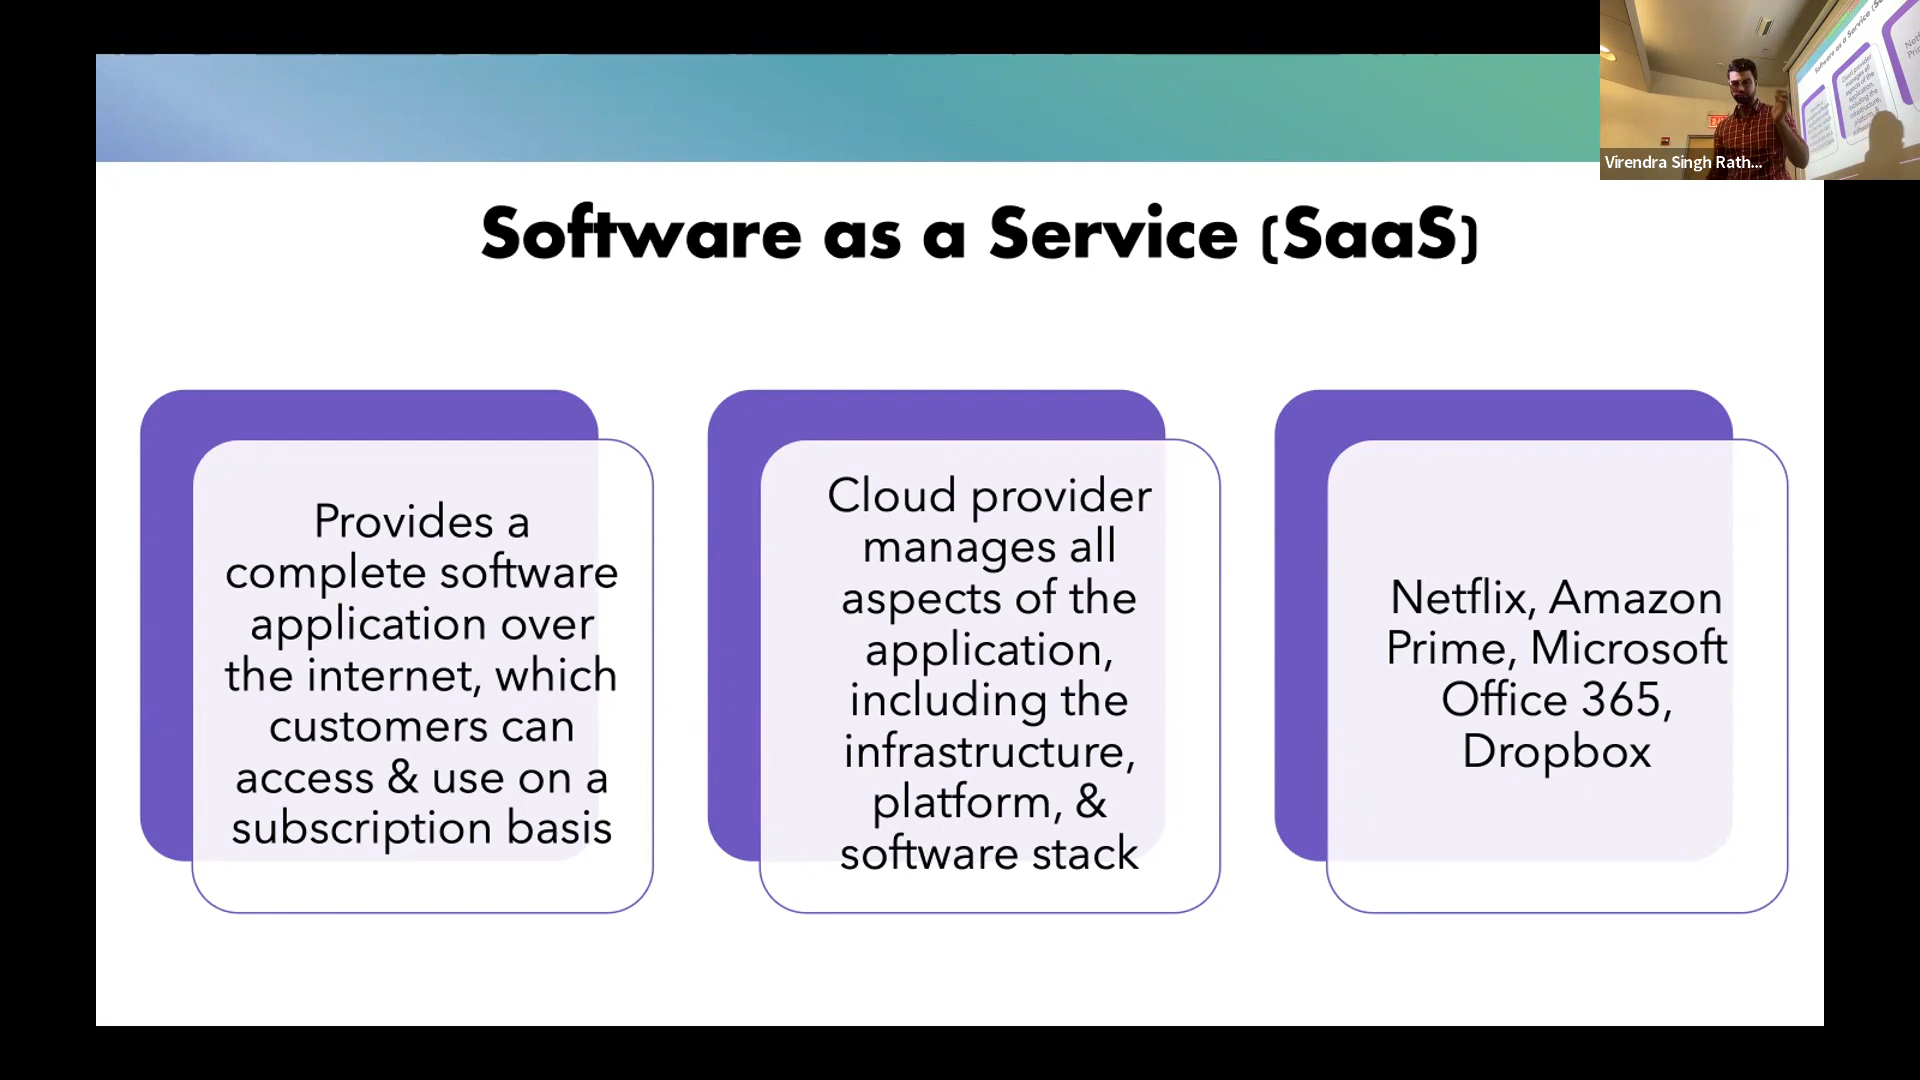 Software as a Service (SaaS)
Provides a
complete software
application over
the internet, which
customers can
access & use on a
subscription basis
Cloud provider
manages all
aspects of the
application,
including the
infrastructure,
platform, &
software stack
Netflix, Amazon
Prime, Microsoft
Office 365,
Dropbox
Virendra Singh Rath...